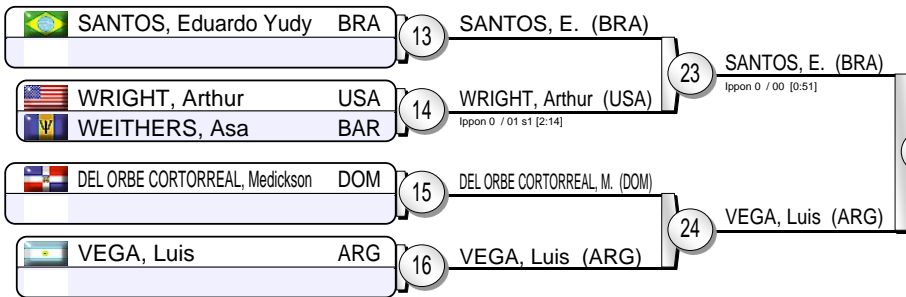 SANTOS, Eduardo Yudy BRA
13
SANTOS, E. (BRA)
WRIGHT, Arthur USA
WEITHERS, Asa BAR
14
WRIGHT, Arthur (USA)
Ippon 0 / 01 s1 [2:14]
23
SANTOS, E. (BRA)
Ippon 0 / 00 [0:51]
DEL ORBE CORTORREAL, Medickson DOM
15
DEL ORBE CORTORREAL, M. (DOM)
VEGA, Luis ARG
16
VEGA, Luis (ARG)
24
VEGA, Luis (ARG)